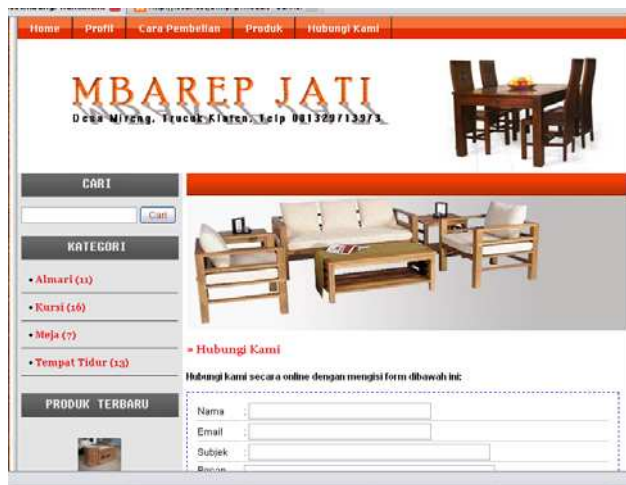 Home Profil Cara Pembelian Produk Hubungi Kami
MBAREP JATI
Desa Mireng, Trucuk Klaten, Telp 081329713973
CARI
Cari
KATEGORI
• Almari (11)
• Kursi (16)
• Meja (7)
• Tempat Tidur (13)
PRODUK TERBARU
» Hubungi Kami
Hubungi kami secara online dengan mengisi form dibawah ini:
Nama :
Email :
Subjek :